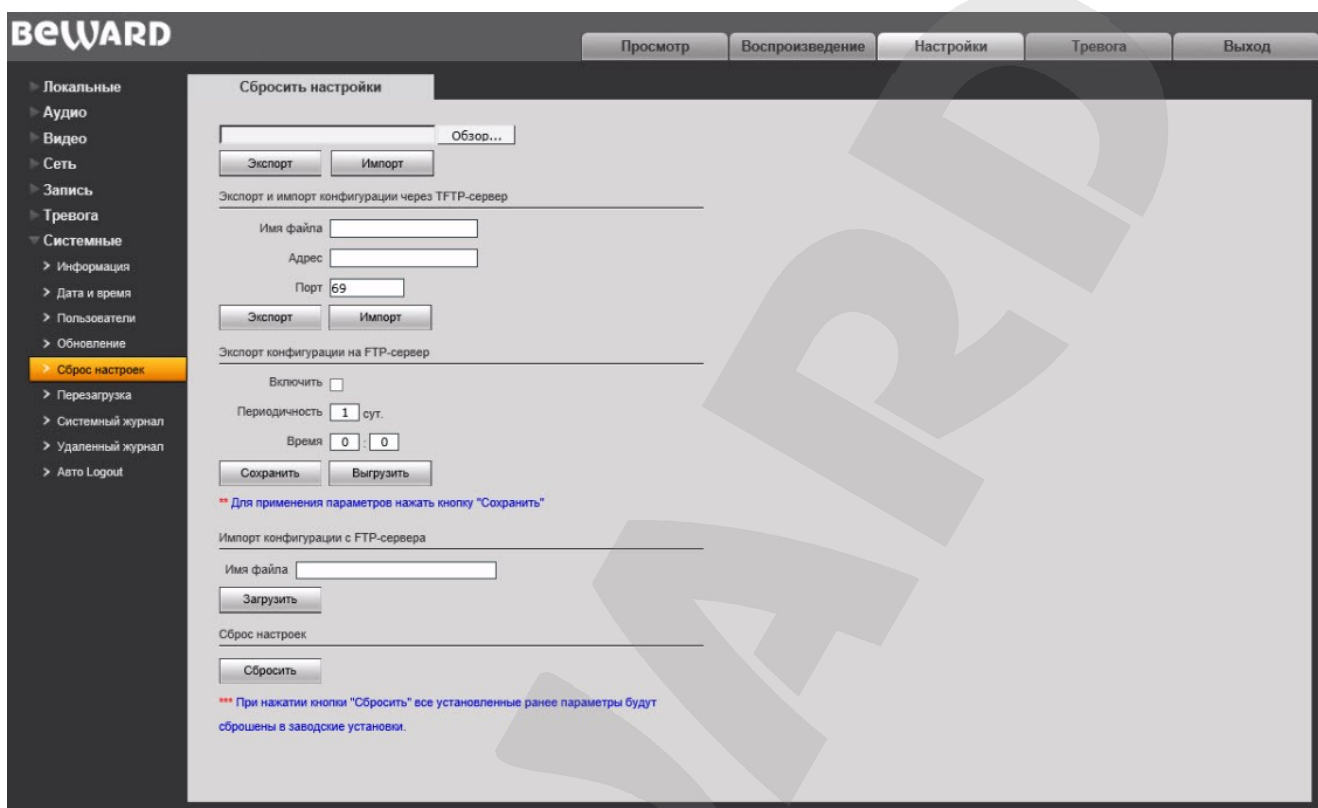 BEWARD
Просмотр Воспроизведение Настройки Тревога Выход
Локальные
Аудио
Видео
Сеть
Запись
Тревога
Системные
> Информация
> Дата и время
> Пользователи
> Обновление
> Сброс настроек
> Перезагрузка
> Системный журнал
> Удаленный журнал
> Авто Logout
Сбросить настройки
Обзор...
Экспорт Импорт
Экспорт и импорт конфигурации через TFTP-сервер
Имя файла
Адрес
Порт 69
Экспорт Импорт
Экспорт конфигурации на FTP-сервер
Включить
Периодичность 1 сут.
Время 0 : 0
Сохранить Выгрузить
** Для применения параметров нажать кнопку "Сохранить"
Импорт конфигурации с FTP-сервера
Имя файла
Загрузить
Сброс настроек
Сбросить
*** При нажатии кнопки "Сбросить" все установленные ранее параметры будут
сброшены в заводские установки.